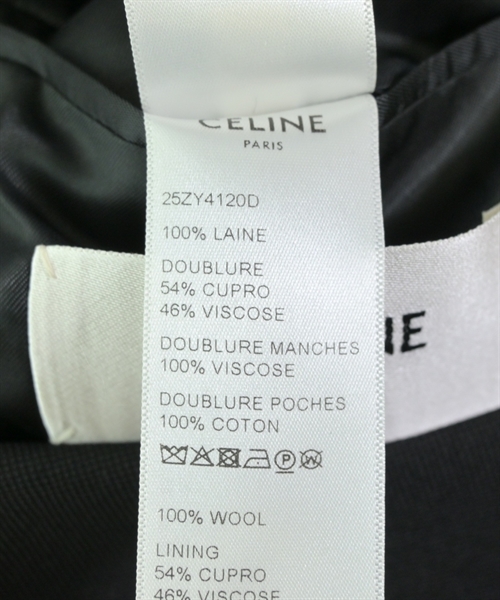 CELINE
PARIS
25ZY4120D
100% LAINE
DOUBLURE
54% CUPRO
46% VISCOSE
DOUBLURE MANCHES
100% VISCOSE
DOUBLURE POCHES
100% COTON
P
100% WOOL
LINING
54% CUPRO
46% VISCOSE